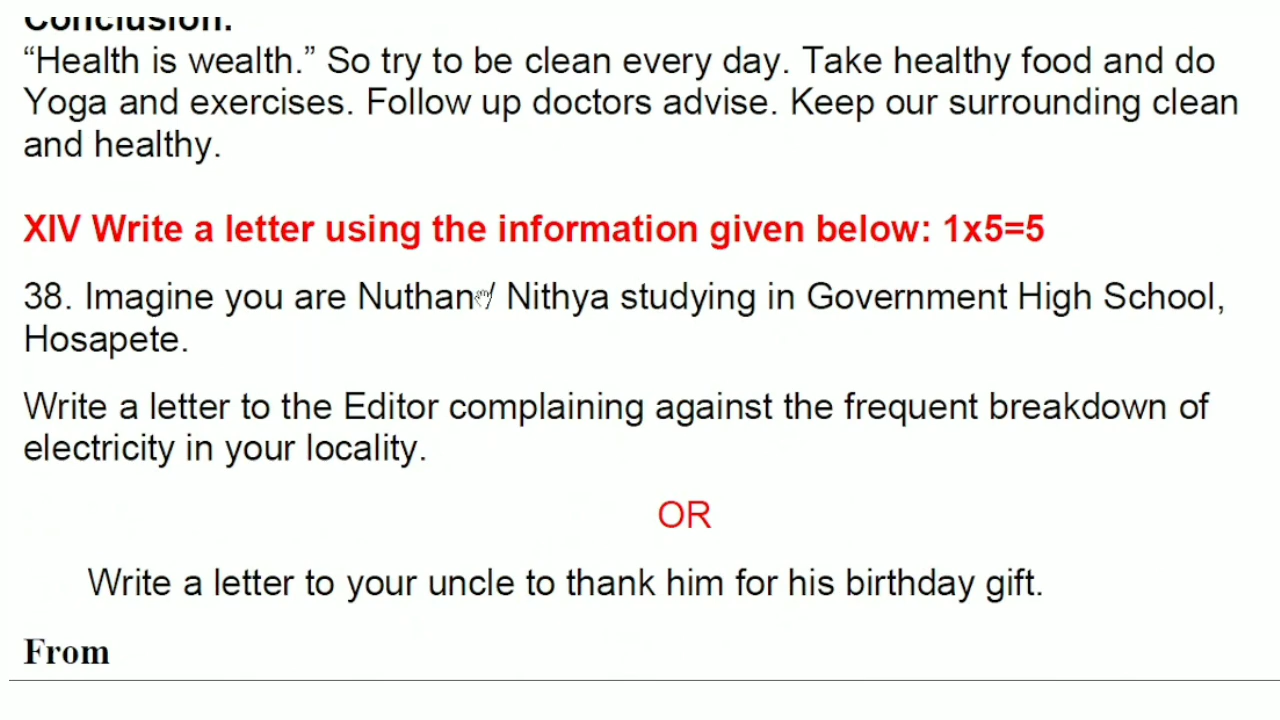 Conclusion:
“Health is wealth.” So try to be clean every day. Take healthy food and do
Yoga and exercises. Follow up doctors advise. Keep our surrounding clean
and healthy.
XIV Write a letter using the information given below: 1x5=5
38. Imagine you are Nuthan/ Nithya studying in Government High School,
Hosapete.
Write a letter to the Editor complaining against the frequent breakdown of
electricity in your locality.
OR
Write a letter to your uncle to thank him for his birthday gift.
From